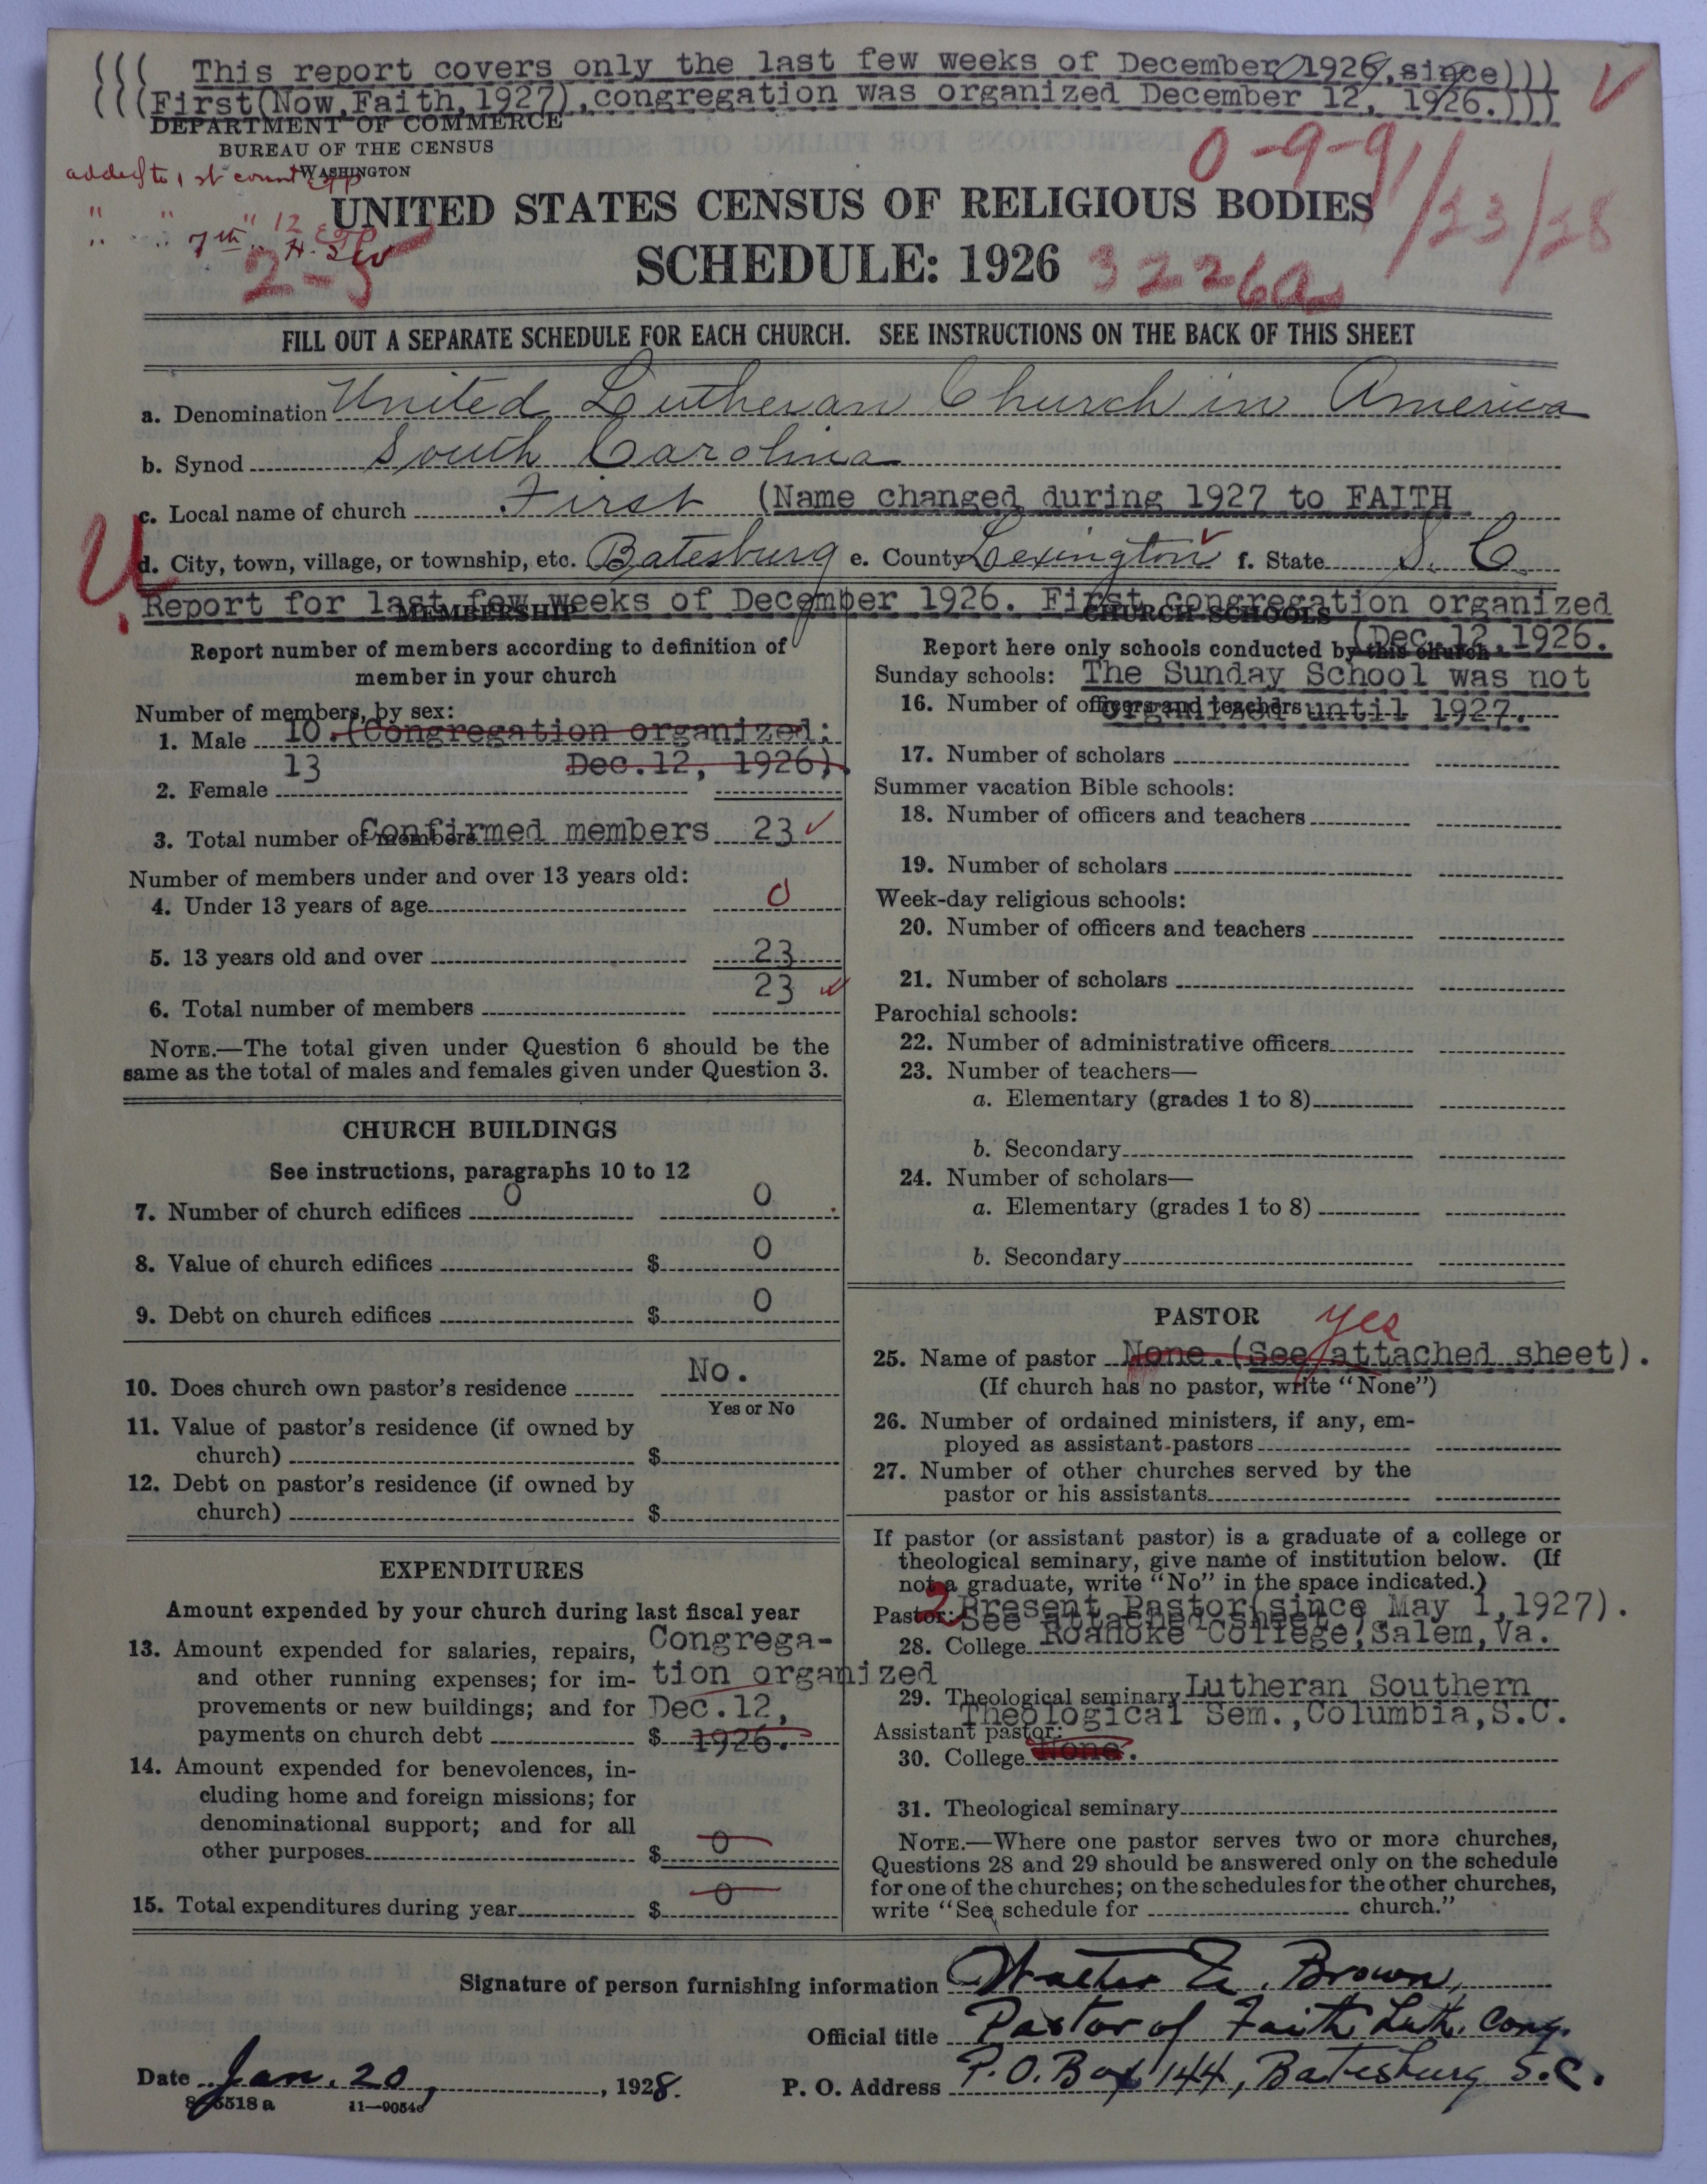 ((( This report covers only the last few weeks of December 1926, since)))
(((First(Now,Faith,1927),congregation was organized December 12, 1926.)))
DEPARTMENT OF COMMERCE
BUREAU OF THE CENSUS
WASHINGTON
added to 1st count
0-9-9
1/23/28
UNITED STATES CENSUS OF RELIGIOUS BODIES
" " 7th " 12
2-5
SCHEDULE: 1926 3226a
FILL OUT A SEPARATE SCHEDULE FOR EACH CHURCH. SEE INSTRUCTIONS ON THE BACK OF THIS SHEET
a. Denomination United Lutheran Church in America
b. Synod South Carolina
c. Local name of church First (Name changed during 1927 to FAITH
d. City, town, village, or township, etc. Batesburg e. County Lexington f. State S. C.
Report for last few weeks of December 1926. First congregation organized
(Dec.12,1926.
MEMBERSHIP
Report number of members according to definition of
member in your church
Number of members, by sex:
1. Male 10.(Congregation organized:
Dec.12, 1926).
2. Female 13
3. Total number of members Confirmed members 23
Number of members under and over 13 years old:
4. Under 13 years of age 0
5. 13 years old and over 23
6. Total number of members 23
NOTE.—The total given under Question 6 should be the
same as the total of males and females given under Question 3.
CHURCH BUILDINGS
See instructions, paragraphs 10 to 12
7. Number of church edifices 0 0
8. Value of church edifices $ 0
9. Debt on church edifices $ 0
10. Does church own pastor's residence No.
Yes or No
11. Value of pastor's residence (if owned by
church) $
12. Debt on pastor's residence (if owned by
church) $
EXPENDITURES
Amount expended by your church during last fiscal year
13. Amount expended for salaries, repairs, Congrega-
and other running expenses; for im- tion organized
provements or new buildings; and for Dec.12,
payments on church debt $ 1926.
14. Amount expended for benevolences, in-
cluding home and foreign missions; for
denominational support; and for all
other purposes $ 0
15. Total expenditures during year $ 0
CHURCH SCHOOLS
Report here only schools conducted by this church
Sunday schools: The Sunday School was not
organized until 1927.
16. Number of officers and teachers
17. Number of scholars
Summer vacation Bible schools:
18. Number of officers and teachers
19. Number of scholars
Week-day religious schools:
20. Number of officers and teachers
21. Number of scholars
Parochial schools:
22. Number of administrative officers
23. Number of teachers—
a. Elementary (grades 1 to 8)
b. Secondary
24. Number of scholars—
a. Elementary (grades 1 to 8)
b. Secondary
PASTOR yes
25. Name of pastor None.(See attached sheet).
(If church has no pastor, write "None")
26. Number of ordained ministers, if any, em-
ployed as assistant pastors
27. Number of other churches served by the
pastor or his assistants
If pastor (or assistant pastor) is a graduate of a college or
theological seminary, give name of institution below. (If
not a graduate, write "No" in the space indicated.)
2 Present Pastor(since May 1,1927).
Pastor: See attached sheet.
28. College Roanoke College,Salem,Va.
29. Theological seminary Lutheran Southern
Theological Sem.,Columbia,S.C.
Assistant pastor:
30. College None.
31. Theological seminary
NOTE.—Where one pastor serves two or more churches,
Questions 28 and 29 should be answered only on the schedule
for one of the churches; on the schedules for the other churches,
write "See schedule for church."
Signature of person furnishing information Walter E. Brown,
Official title Pastor of Faith Luth. Cong.
Date Jan. 20, , 1928. P. O. Address P.O. Box 144, Batesburg S.C.
8-5518 a 11—9054